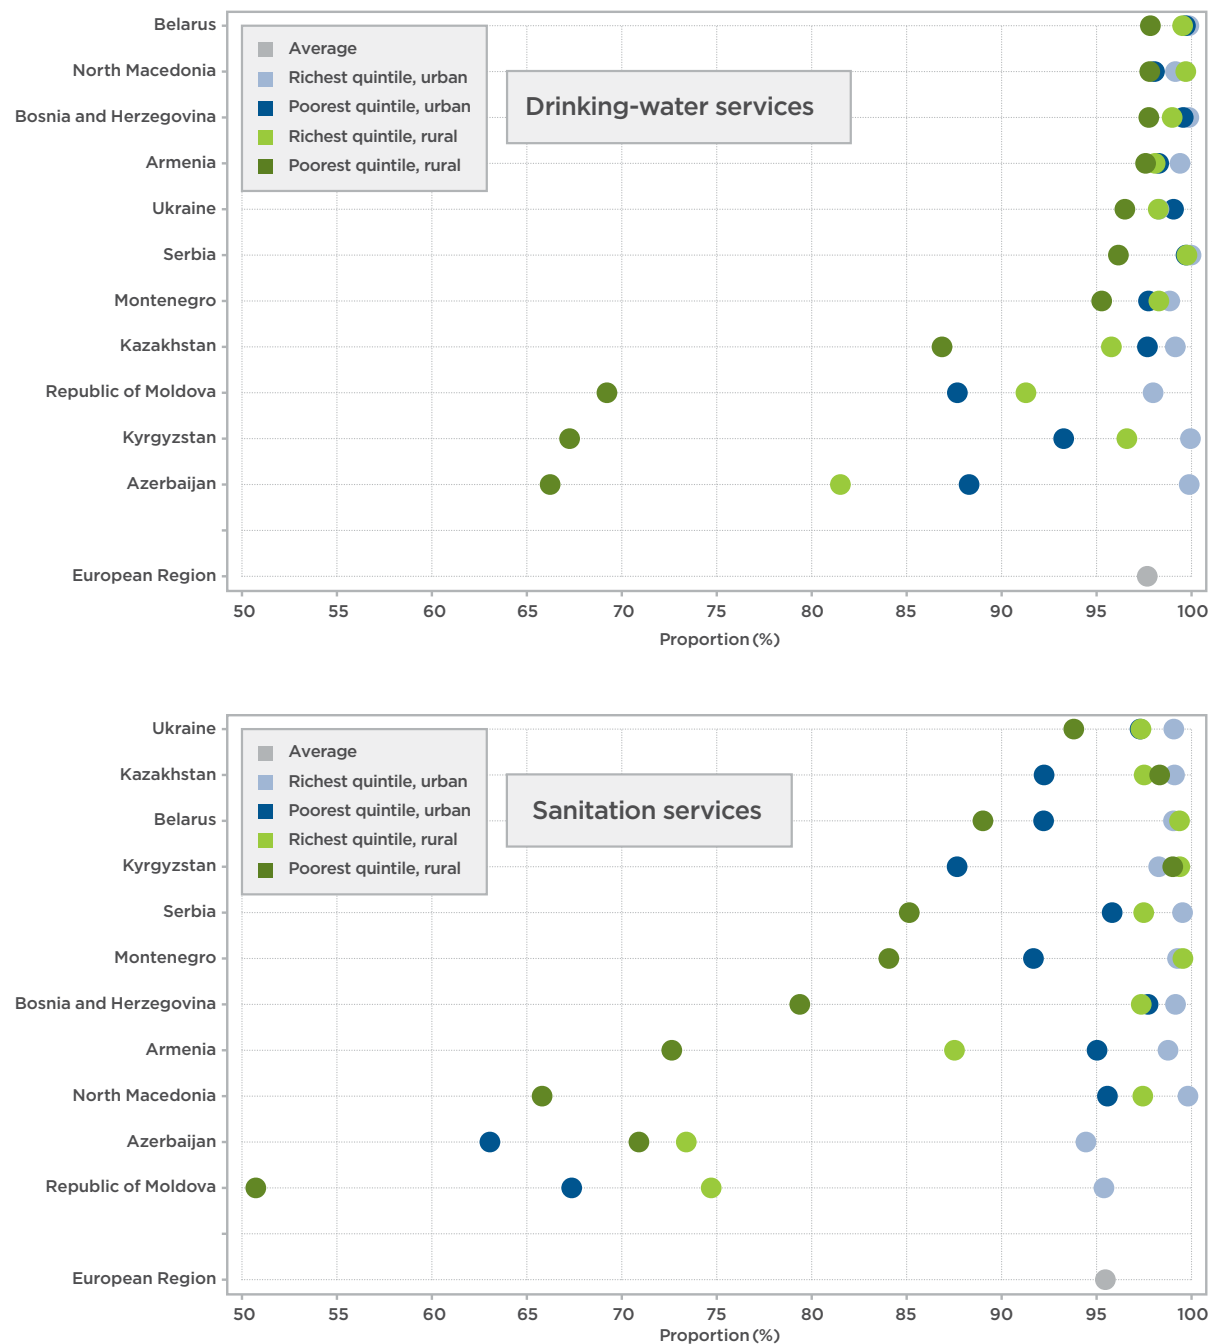 Belarus
North Macedonia
Bosnia and Herzegovina
Armenia
Ukraine
Serbia
Montenegro
Kazakhstan
Republic of Moldova
Kyrgyzstan
Azerbaijan
European Region
Average
Richest quintile, urban
Poorest quintile, urban
Richest quintile, rural
Poorest quintile, rural
Drinking-water services
50 55 60 65 70 75 80 85 90 95 100
Proportion (%)
Ukraine
Kazakhstan
Belarus
Kyrgyzstan
Serbia
Montenegro
Bosnia and Herzegovina
Armenia
North Macedonia
Azerbaijan
Republic of Moldova
European Region
Average
Richest quintile, urban
Poorest quintile, urban
Richest quintile, rural
Poorest quintile, rural
Sanitation services
50 55 60 65 70 75 80 85 90 95 100
Proportion (%)